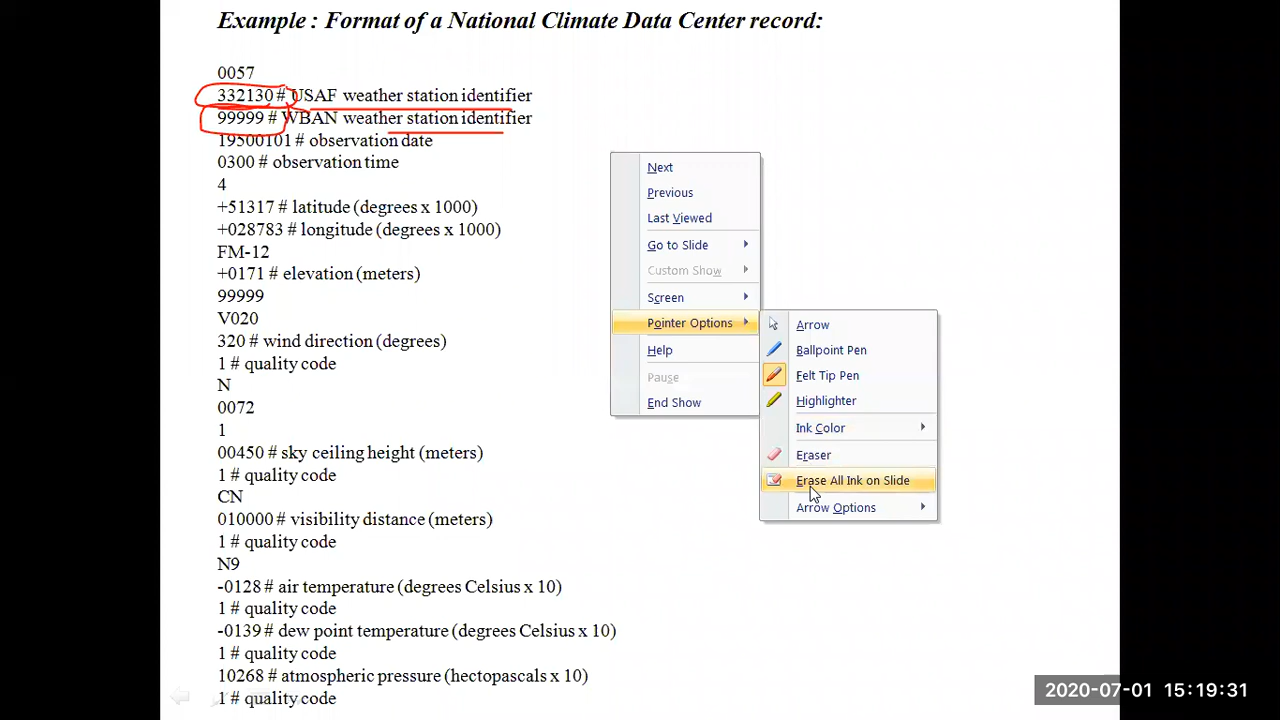 Example : Format of a National Climate Data Center record:
0057
332130 # USAF weather station identifier
99999 # WBAN weather station identifier
19500101 # observation date
0300 # observation time
4
+51317 # latitude (degrees x 1000)
+028783 # longitude (degrees x 1000)
FM-12
+0171 # elevation (meters)
99999
V020
320 # wind direction (degrees)
1 # quality code
N
0072
1
00450 # sky ceiling height (meters)
1 # quality code
CN
010000 # visibility distance (meters)
1 # quality code
N9
-0128 # air temperature (degrees Celsius x 10)
1 # quality code
-0139 # dew point temperature (degrees Celsius x 10)
1 # quality code
10268 # atmospheric pressure (hectopascals x 10)
1 # quality code
Next
Previous
Last Viewed
Go to Slide
Custom Show
Screen
Pointer Options
Help
Pause
End Show
Arrow
Ballpoint Pen
Felt Tip Pen
Highlighter
Ink Color
Eraser
Erase All Ink on Slide
Arrow Options
2020-07-01 15:19:31